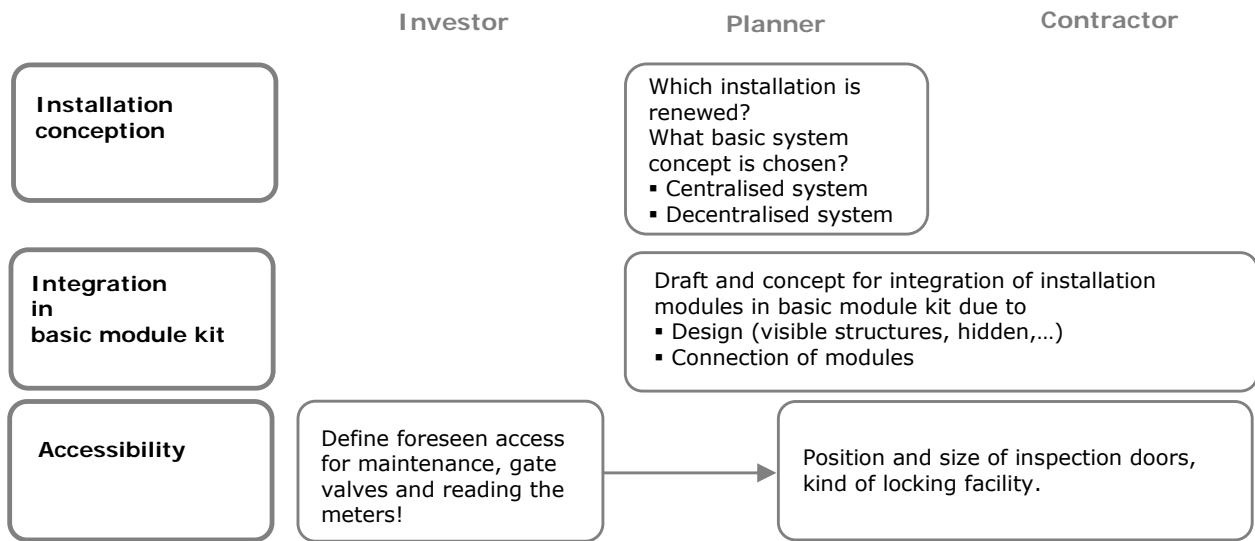 Investor
Planner
Contractor
Installation
conception
Which installation is
renewed?
What basic system
concept is chosen?
▪ Centralised system
▪ Decentralised system
Integration
in
basic module kit
Draft and concept for integration of installation
modules in basic module kit due to
▪ Design (visible structures, hidden,…)
▪ Connection of modules
Accessibility
Define foreseen access
for maintenance, gate
valves and reading the
meters!
Position and size of inspection doors,
kind of locking facility.